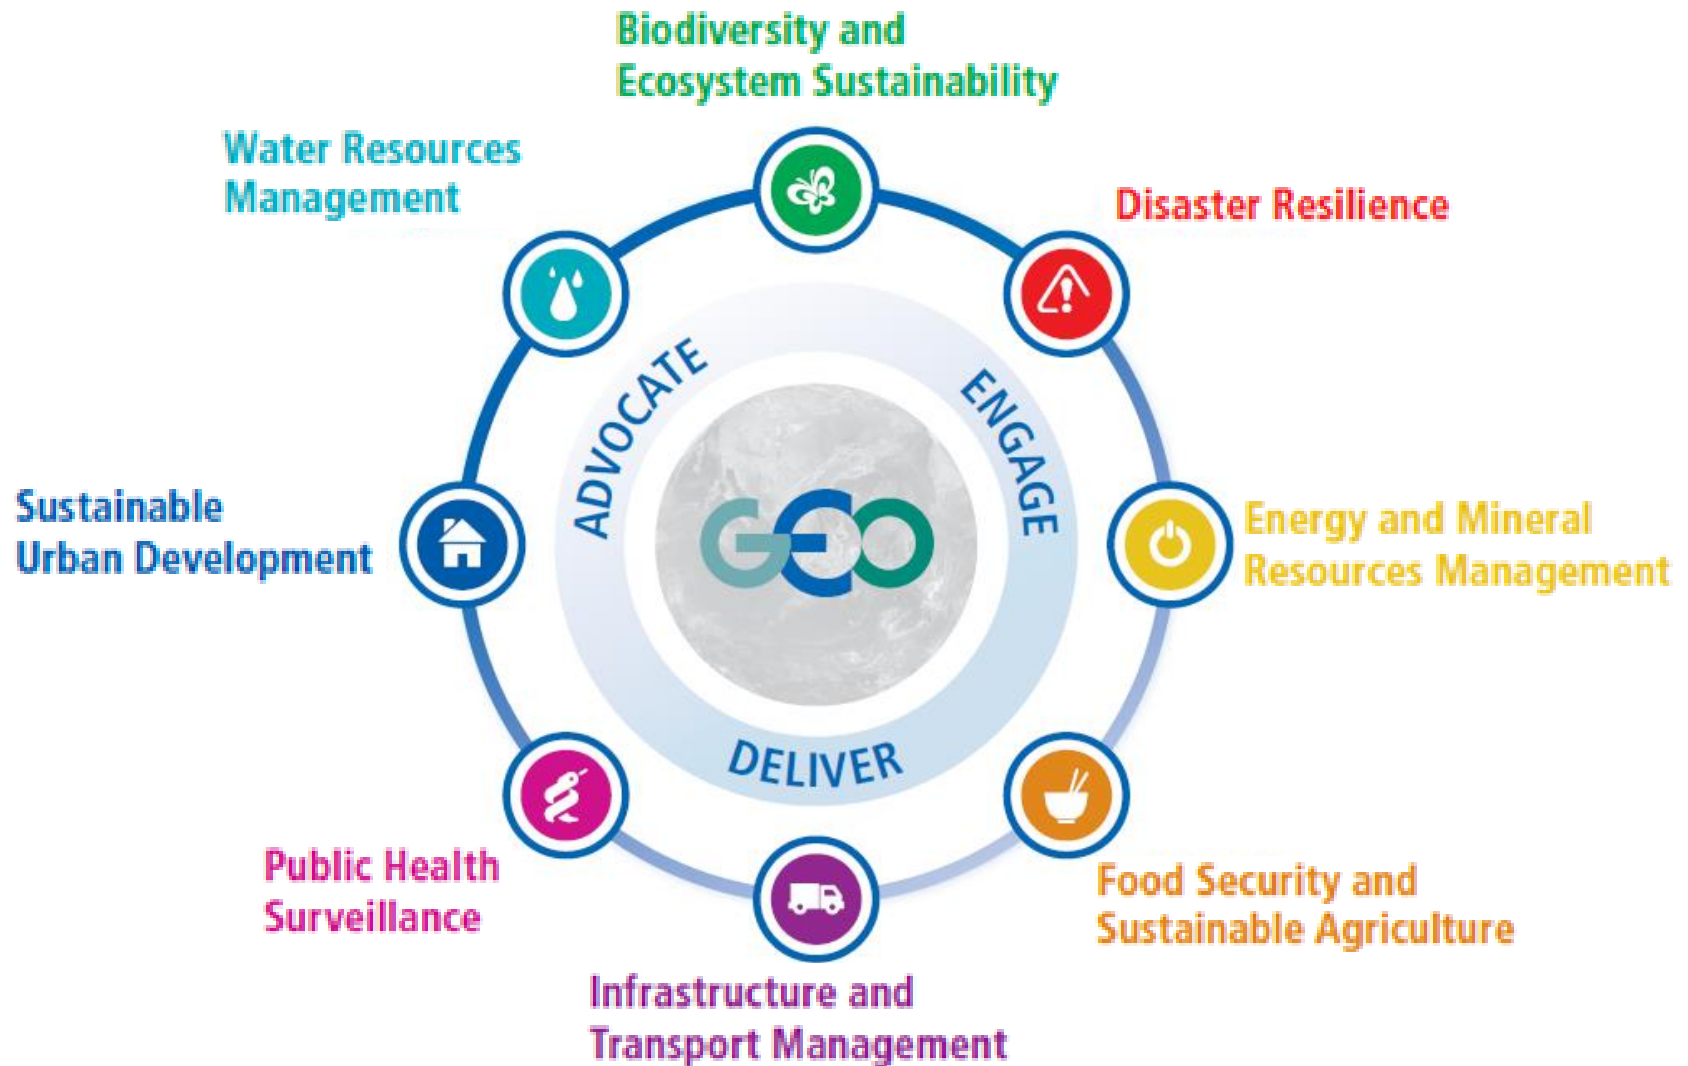 Biodiversity and
Ecosystem Sustainability
Water Resources
Management
Disaster Resilience
ADVOCATE
ENGAGE
Sustainable
Urban Development
GEO
Energy and Mineral
Resources Management
DELIVER
Public Health
Surveillance
Food Security and
Sustainable Agriculture
Infrastructure and
Transport Management